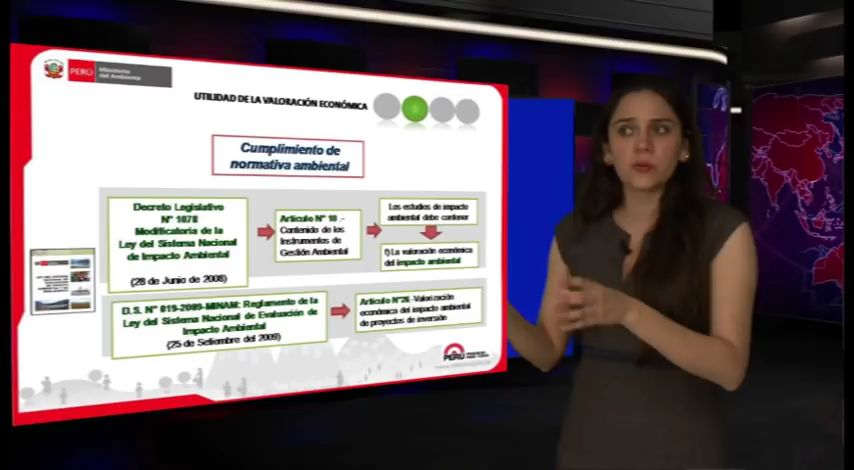 PERÚ
Ministerio
del Ambiente
UTILIDAD DE LA VALORACIÓN ECONÓMICA
Cumplimiento de
normativa ambiental
Decreto Legislativo
N° 1078
Modificatoria de la
Ley del Sistema Nacional
de Impacto Ambiental
(28 de Junio de 2008)
Artículo N° 10 .-
Contenido de los
Instrumentos de
Gestión Ambiental
Los estudios de impacto
ambiental debe contener
f) La valoración económica
del impacto ambiental
D.S. N° 019-2009-MINAM: Reglamento de la
Ley del Sistema Nacional de Evaluación de
Impacto Ambiental
(25 de Setiembre del 2009)
Artículo N°26 -Valorización
económica del impacto ambiental
de proyectos de inversión
PERÚ